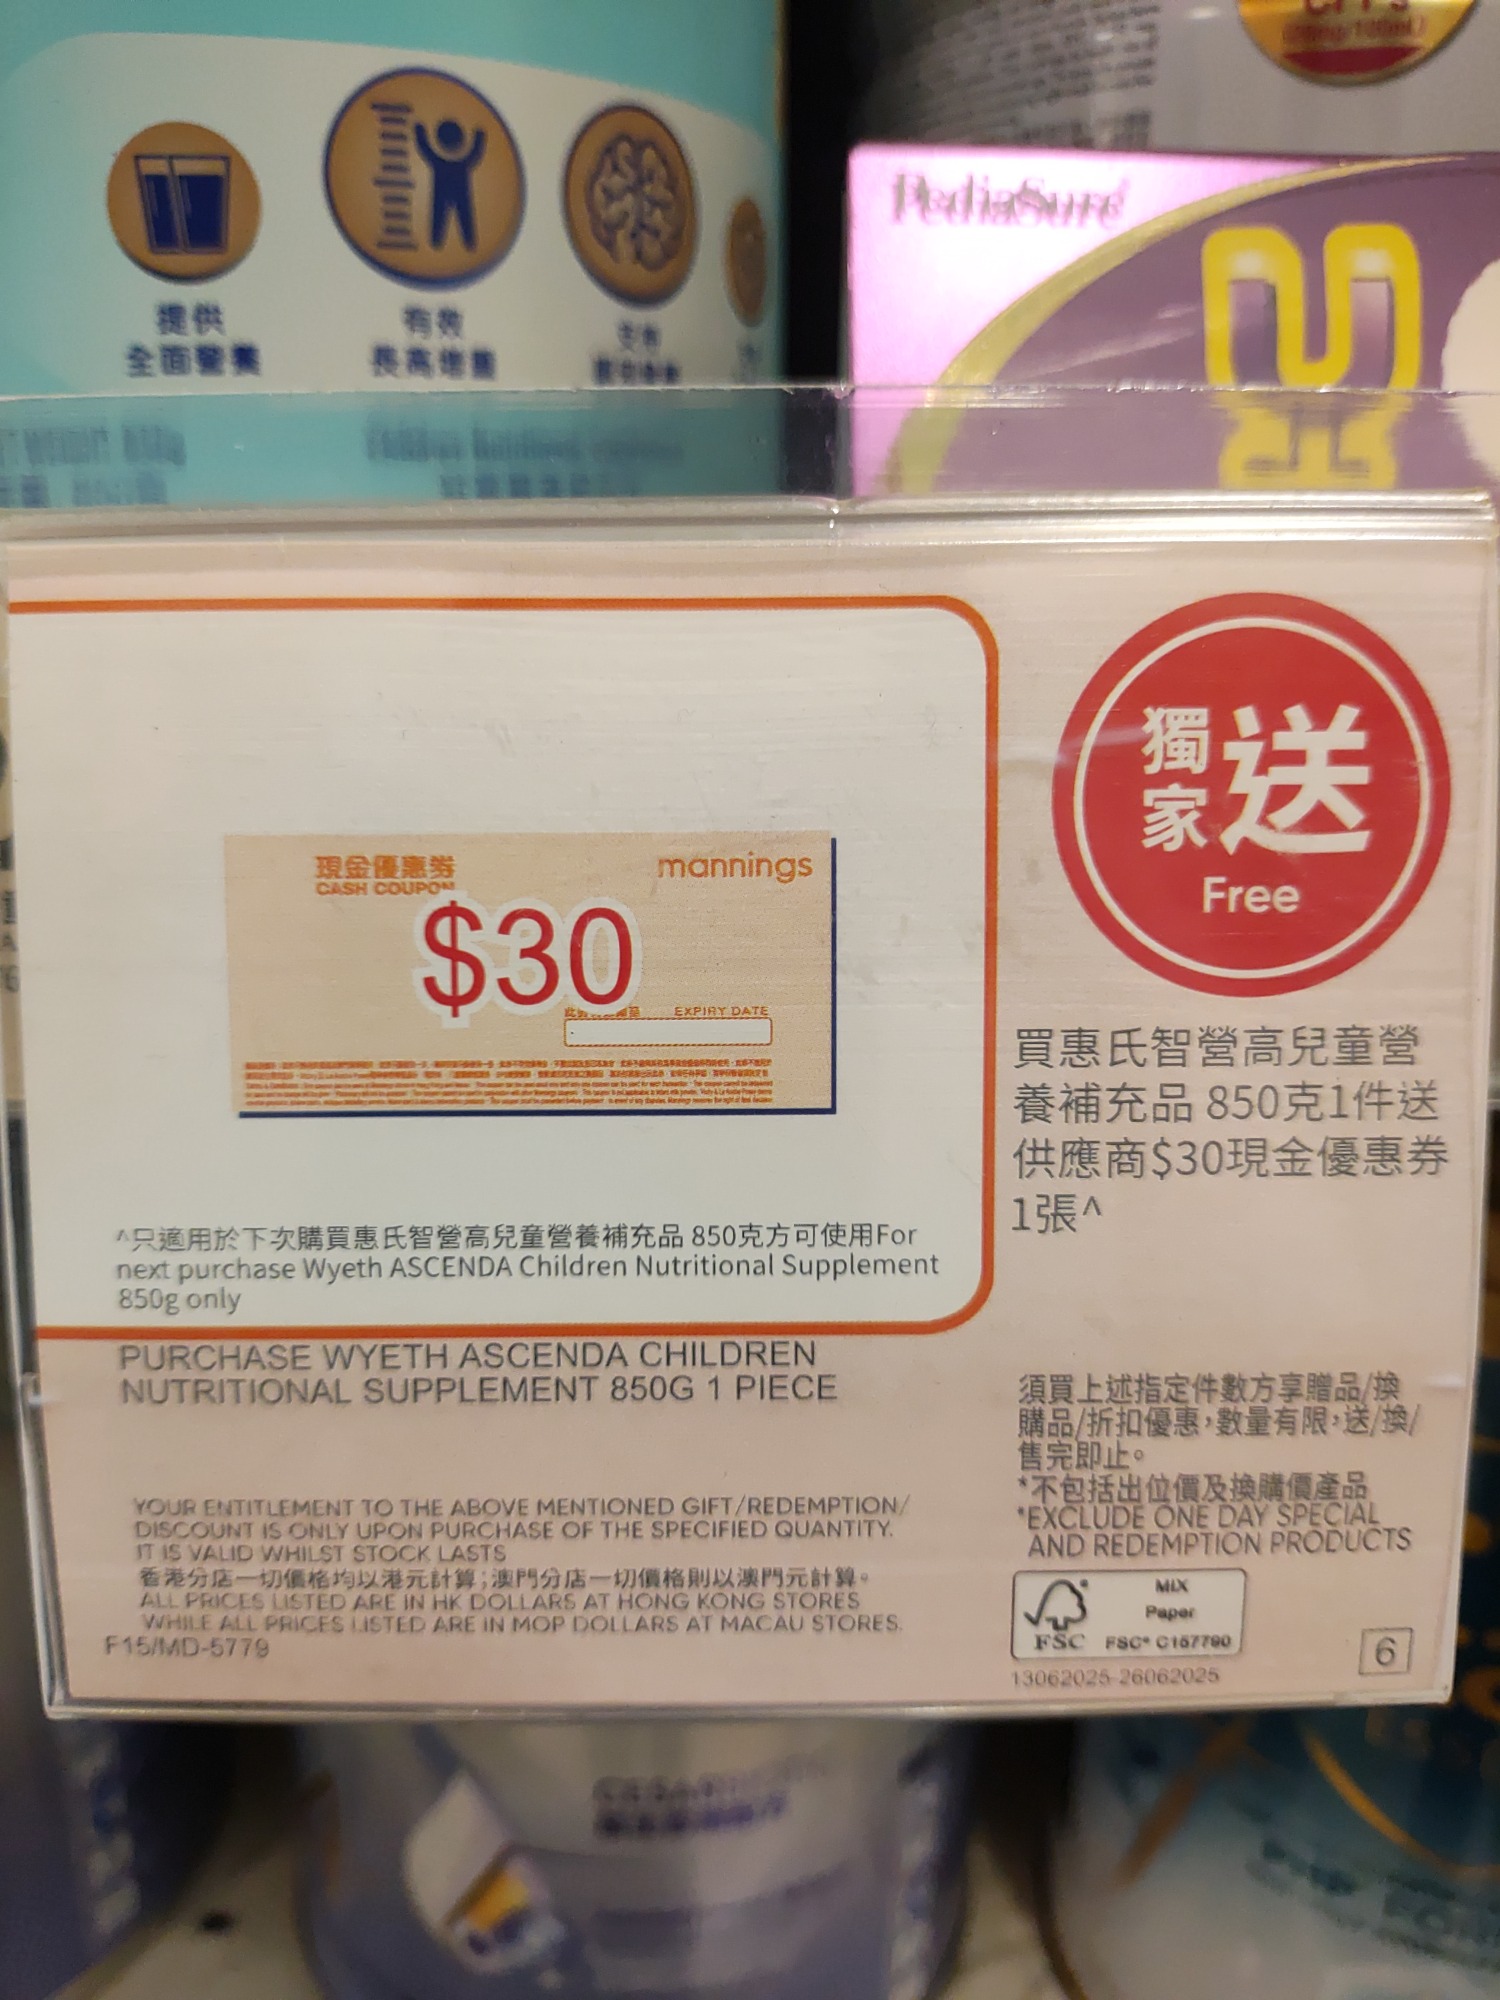 提供
全面營養
有效
長高增量
PediaSure
現金優惠券
CASH COUPON
mannings
$30
EXPIRY DATE
獨家送
Free
買惠氏智營高兒童營
養補充品 850克1件送
供應商$30現金優惠券
1張^
^只適用於下次購買惠氏智營高兒童營養補充品 850克方可使用For
next purchase Wyeth ASCENDA Children Nutritional Supplement
850g only
PURCHASE WYETH ASCENDA CHILDREN
NUTRITIONAL SUPPLEMENT 850G 1 PIECE
須買上述指定件數方享贈品/換
購品/折扣優惠，數量有限，送/換/
售完即止。
*不包括出位價及換購價產品
*EXCLUDE ONE DAY SPECIAL
AND REDEMPTION PRODUCTS
YOUR ENTITLEMENT TO THE ABOVE MENTIONED GIFT/REDEMPTION/
DISCOUNT IS ONLY UPON PURCHASE OF THE SPECIFIED QUANTITY.
IT IS VALID WHILST STOCK LASTS
香港分店一切價格均以港元計算；澳門分店一切價格則以澳門元計算。
ALL PRICES LISTED ARE IN HK DOLLARS AT HONG KONG STORES
WHILE ALL PRICES LISTED ARE IN MOP DOLLARS AT MACAU STORES.
F15/MD-5779
MIX
Paper
FSC
FSC® C157790
13062025-26062025
6